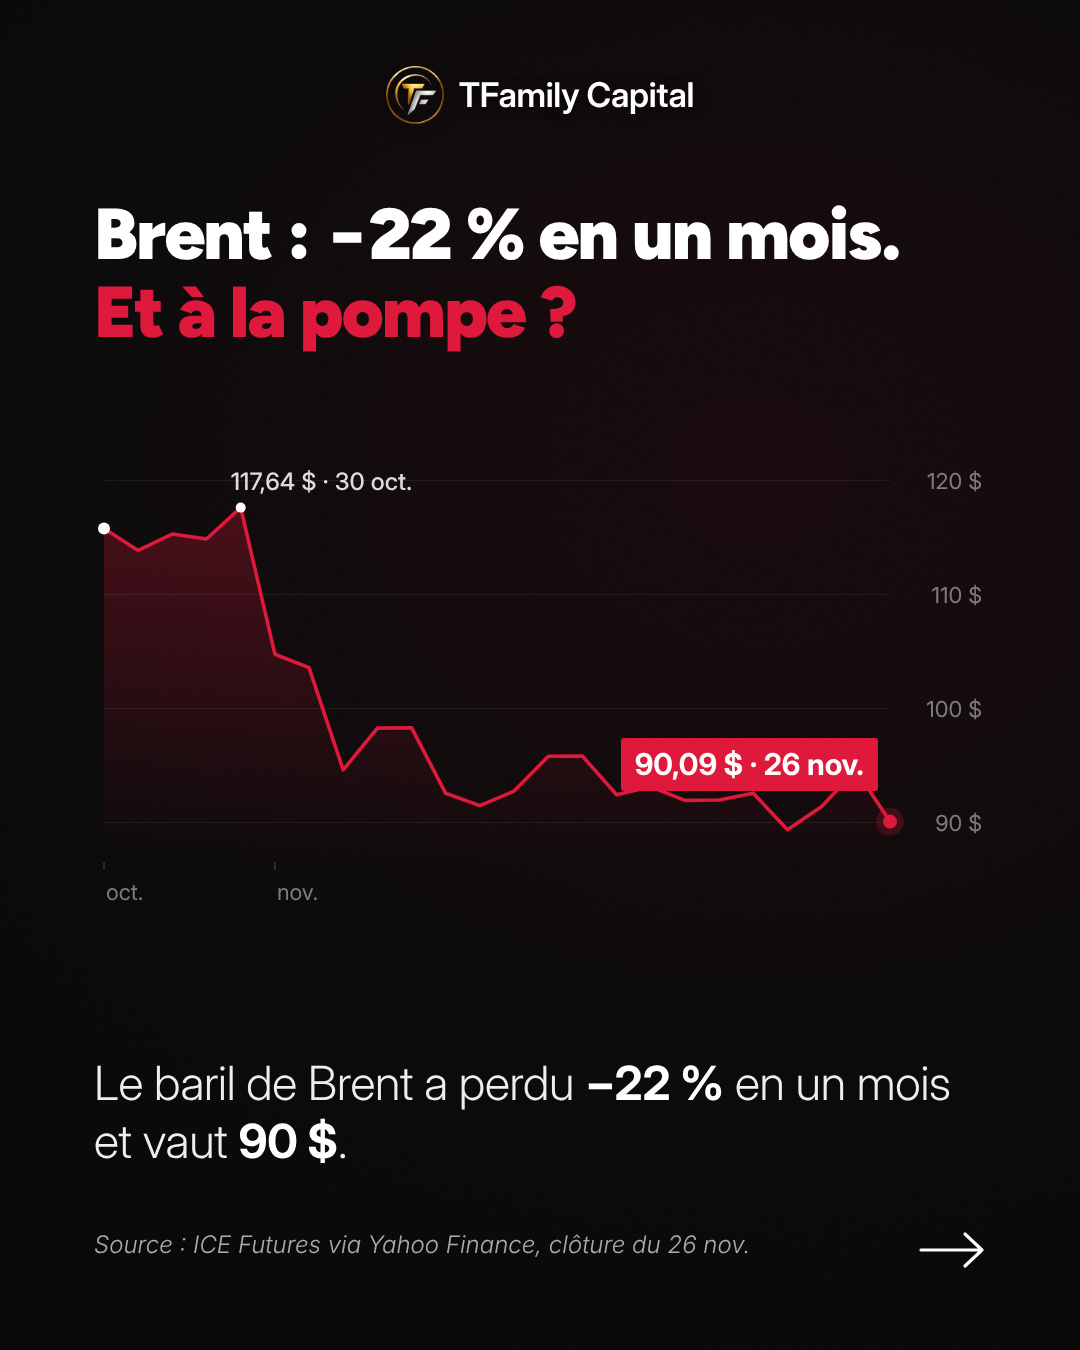 TFamily Capital
Brent : -22 % en un mois.
Et à la pompe ?
117,64 $ · 30 oct.
120 $
110 $
100 $
90,09 $ · 26 nov.
90 $
oct.
nov.
Le baril de Brent a perdu –22 % en un mois
et vaut 90 $.
Source : ICE Futures via Yahoo Finance, clôture du 26 nov.